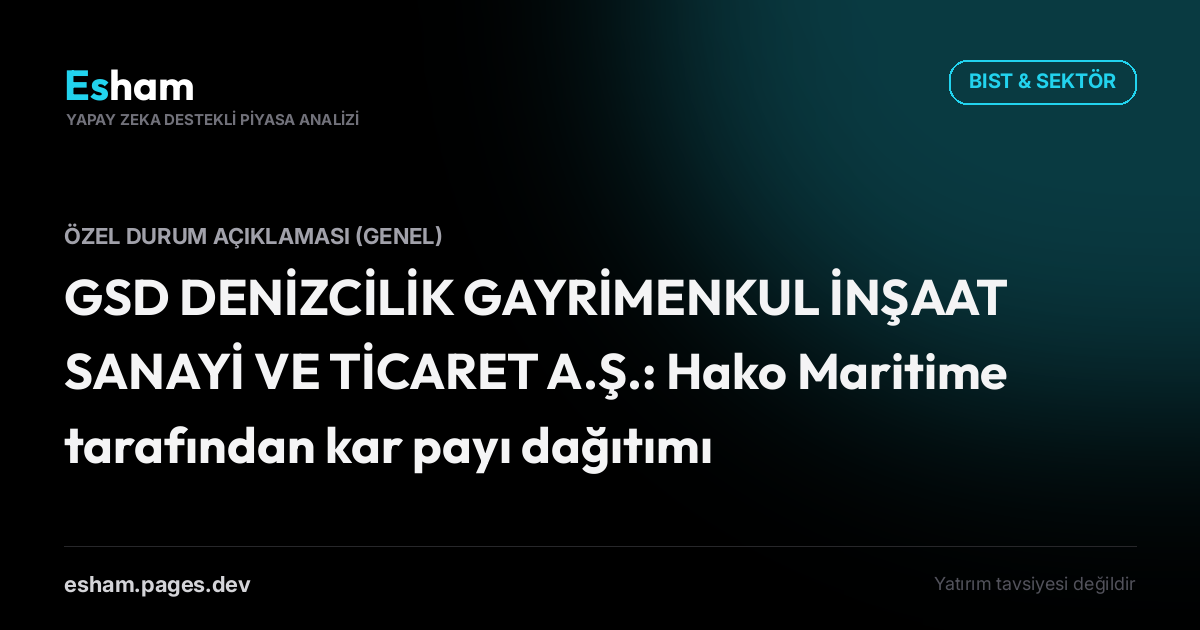 Esham
BIST & SEKTÖR
YAPAY ZEKA DESTEKLİ PİYASA ANALİZİ
ÖZEL DURUM AÇIKLAMASI (GENEL)
GSD DENİZCİLİK GAYRİMENKUL İNŞAAT
SANAYİ VE TİCARET A.Ş.: Hako Maritime
tarafından kar payı dağıtımı
esham.pages.dev
Yatırım tavsiyesi değildir